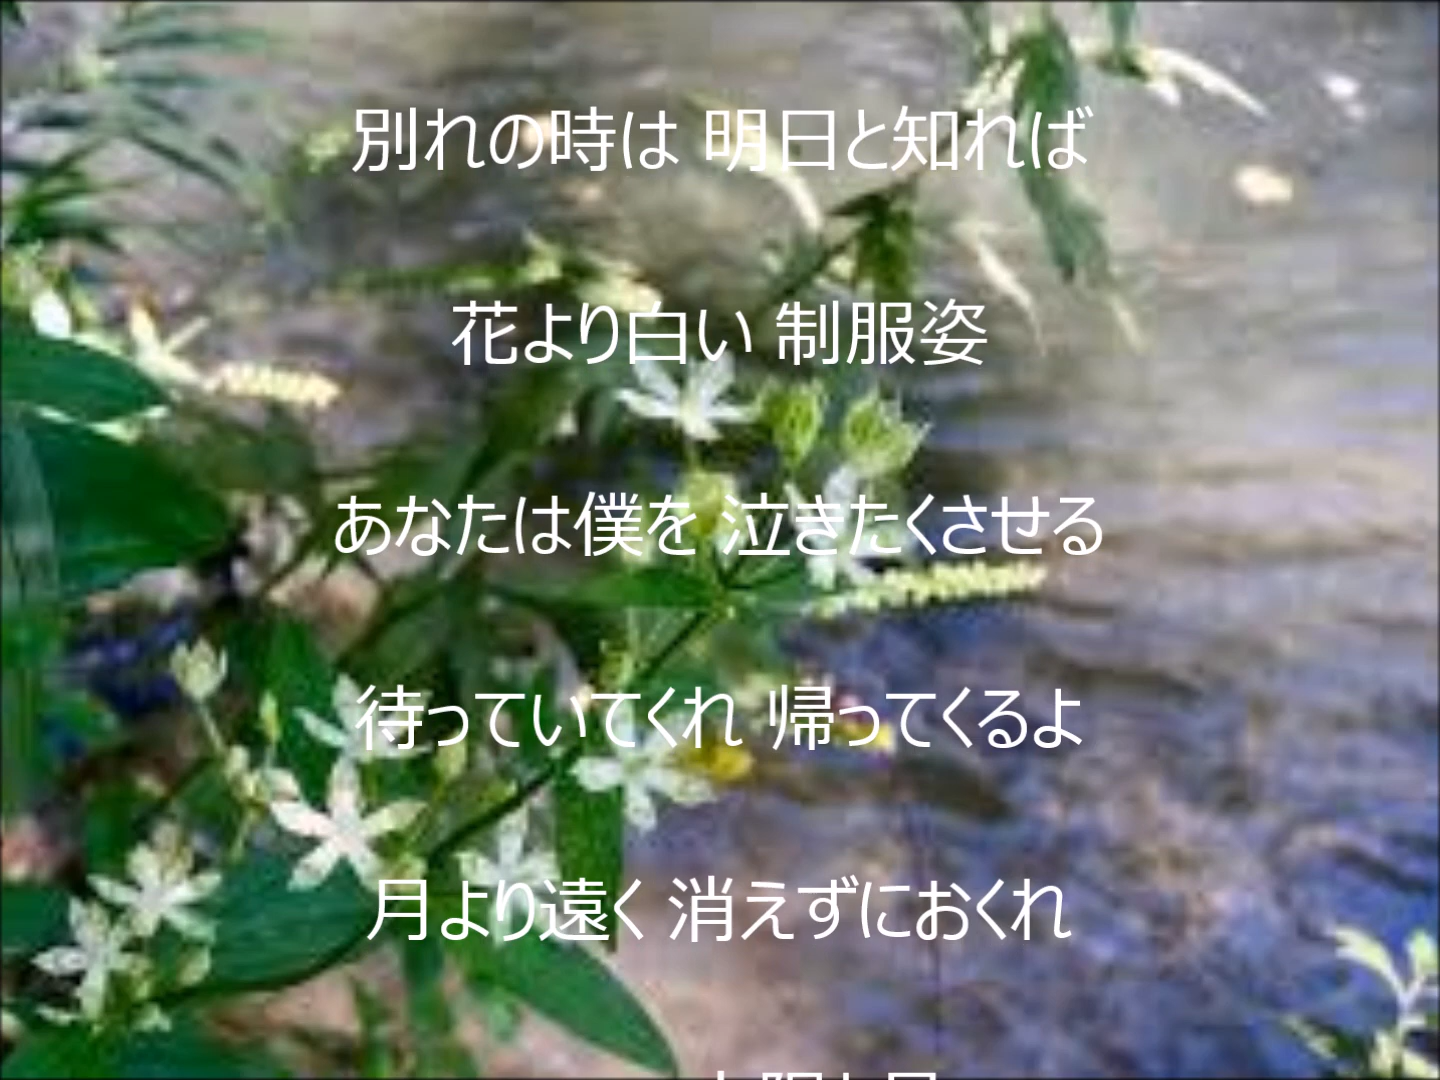 別れの時は 明日と知れば
花より白い 制服姿
あなたは僕を 泣きたくさせる
待っていてくれ 帰ってくるよ
月より遠く 消えずにおくれ